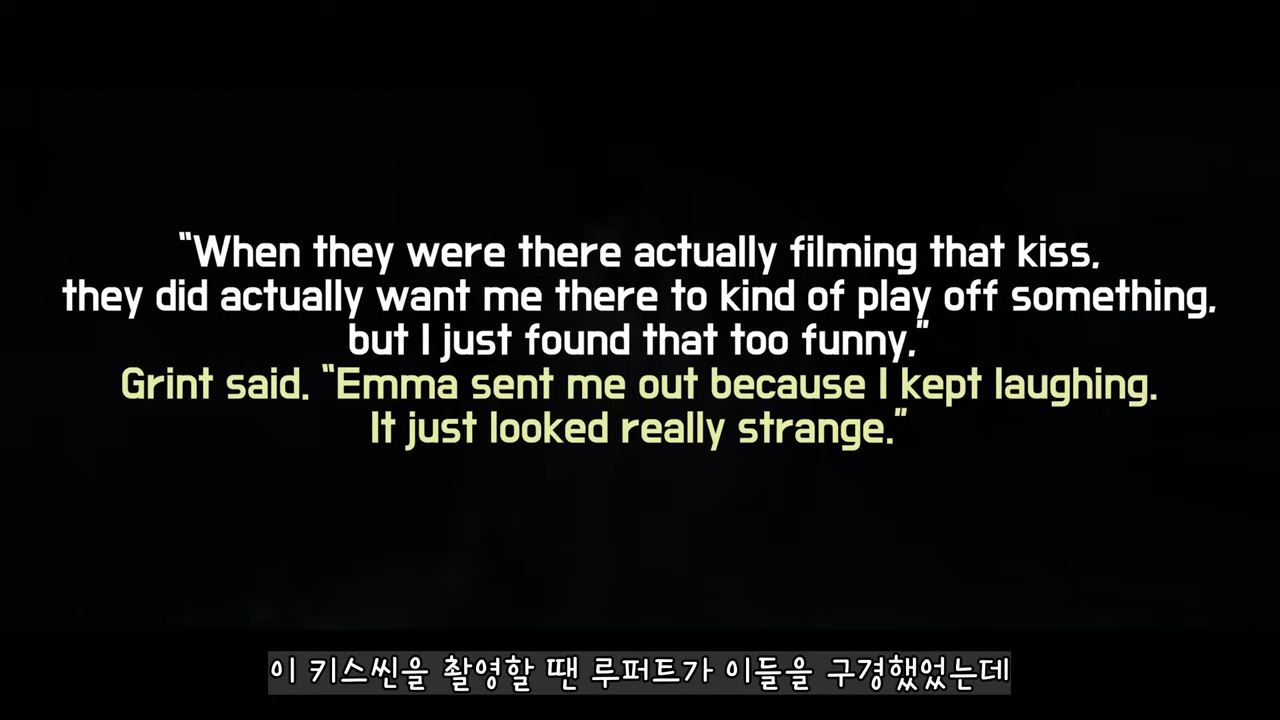 “When they were there actually filming that kiss,
they did actually want me there to kind of play off something,
but I just found that too funny,”
Grint said. “Emma sent me out because I kept laughing.
It just looked really strange.”
이 키스씬을 촬영할 땐 루퍼트가 이들을 구경했었는데